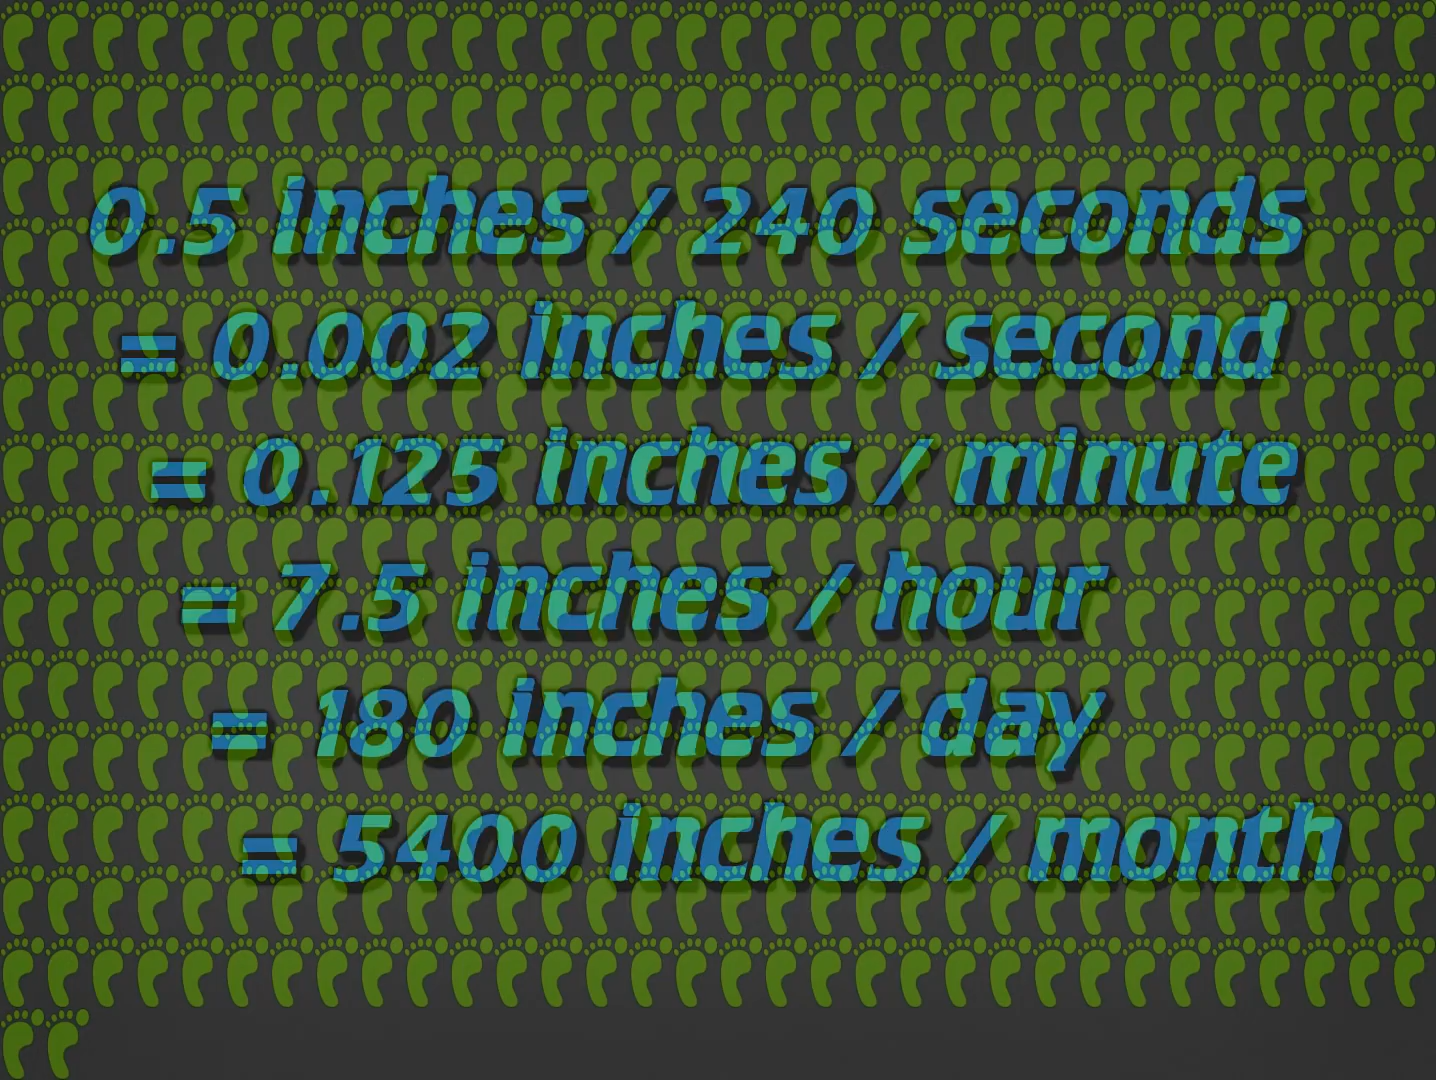 0.5 inches / 240 seconds
= 0.002 inches / second
= 0.125 inches / minute
= 7.5 inches / hour
= 180 inches / day
= 5400 inches / month